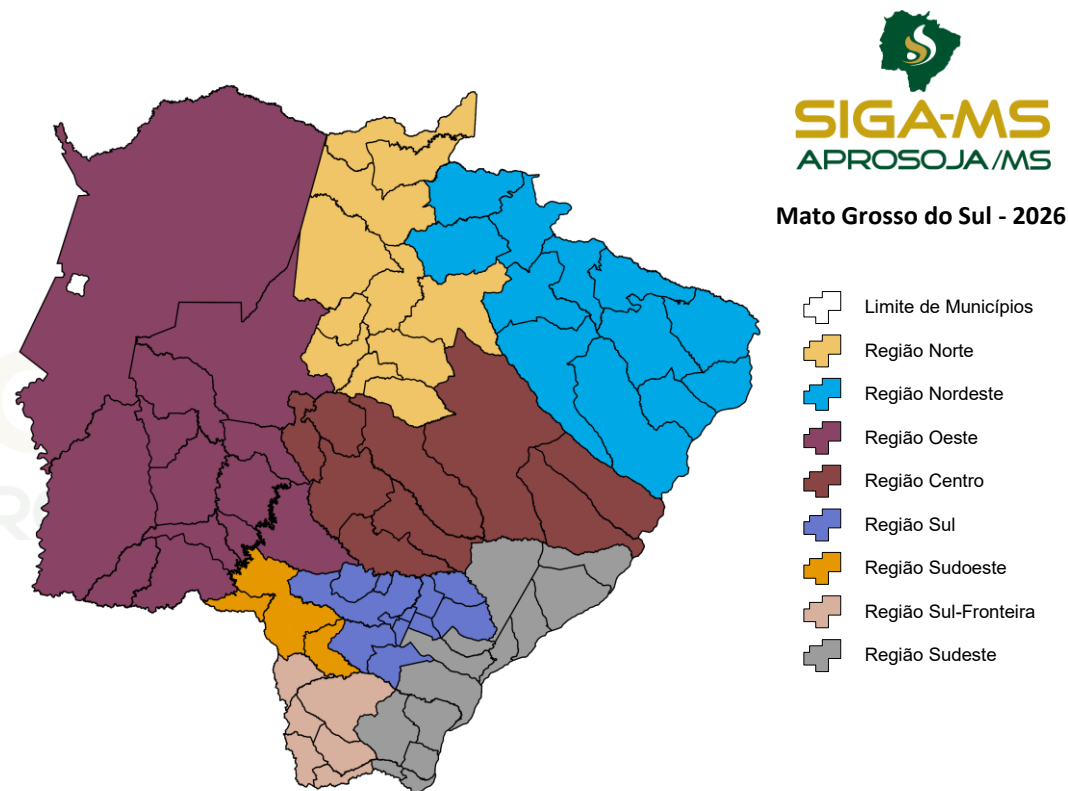 SIGA-MS
APROSOJA/MS
Mato Grosso do Sul - 2026
Limite de Municípios
Região Norte
Região Nordeste
Região Oeste
Região Centro
Região Sul
Região Sudoeste
Região Sul-Fronteira
Região Sudeste